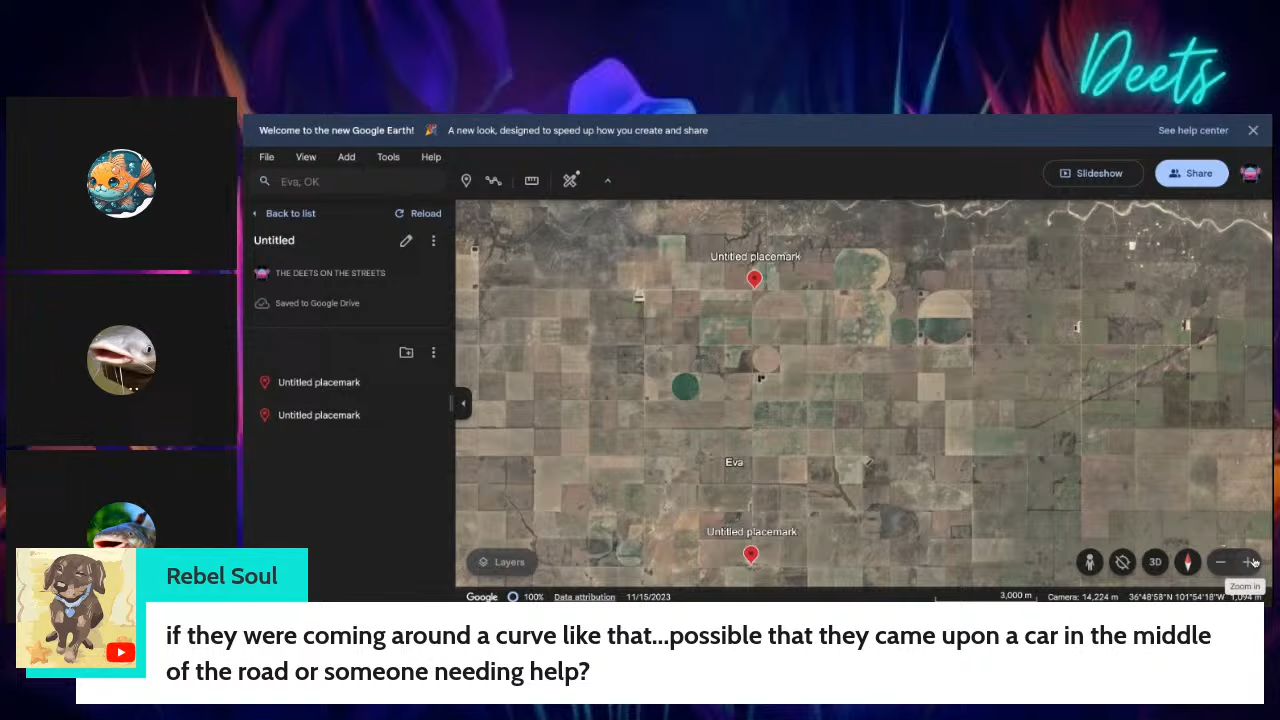 Deets
Welcome to the new Google Earth! 🎉 A new look, designed to speed up how you create and share
See help center
File View Add Tools Help
Eva, OK
Slideshow
Share
Back to list
Reload
Untitled
THE DEETS ON THE STREETS
Saved to Google Drive
Untitled placemark
Untitled placemark
Untitled placemark
Eva
Untitled placemark
Layers
3D
Zoom in
Google 100% Data attribution 11/15/2023
3,000 m Camera: 14,224 m 36°48'58"N 101°54'18"W 1,094 m
Rebel Soul
if they were coming around a curve like that...possible that they came upon a car in the middle
of the road or someone needing help?